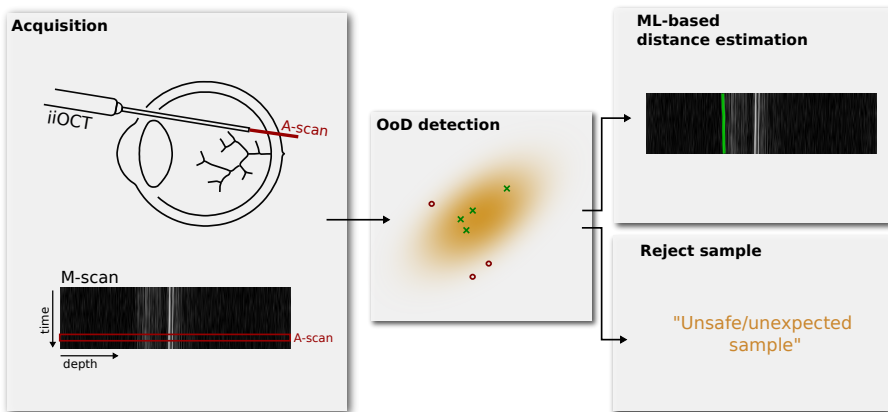 Acquisition
iiOCT
A-scan
M-scan
time
A-scan
depth
OoD detection
ML-based
distance estimation
Reject sample
"Unsafe/unexpected
sample"